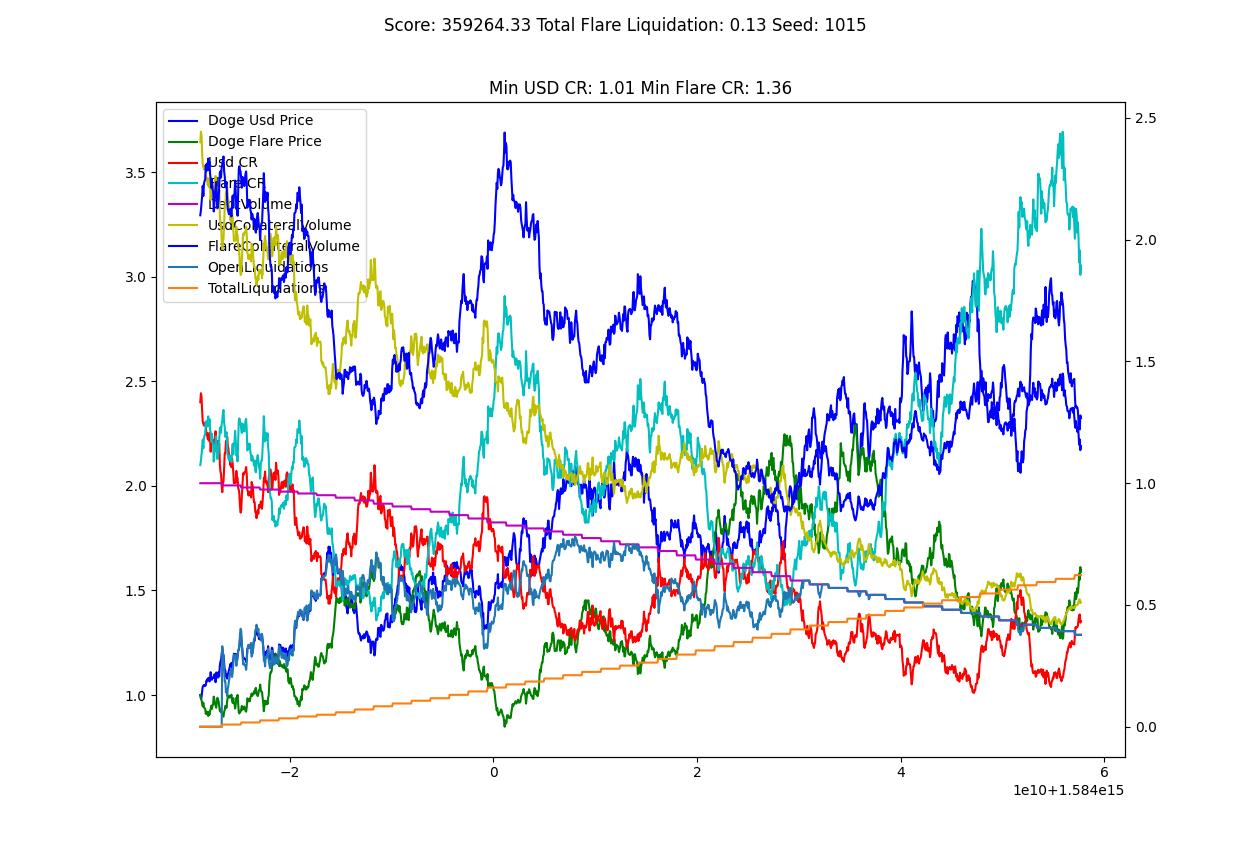 Score: 359264.33 Total Flare Liquidation: 0.13 Seed: 1015
Min USD CR: 1.01 Min Flare CR: 1.36
Doge Usd Price
Doge Flare Price
Usd CR
Flare CR
DebtVolume
UsdCollateralVolume
FlareCollateralVolume
OpenLiquidations
TotalLiquidations
3.5
3.0
2.5
2.0
1.5
1.0
2.5
2.0
1.5
1.0
0.5
0.0
−2
0
2
4
6
1e10+1.584e15